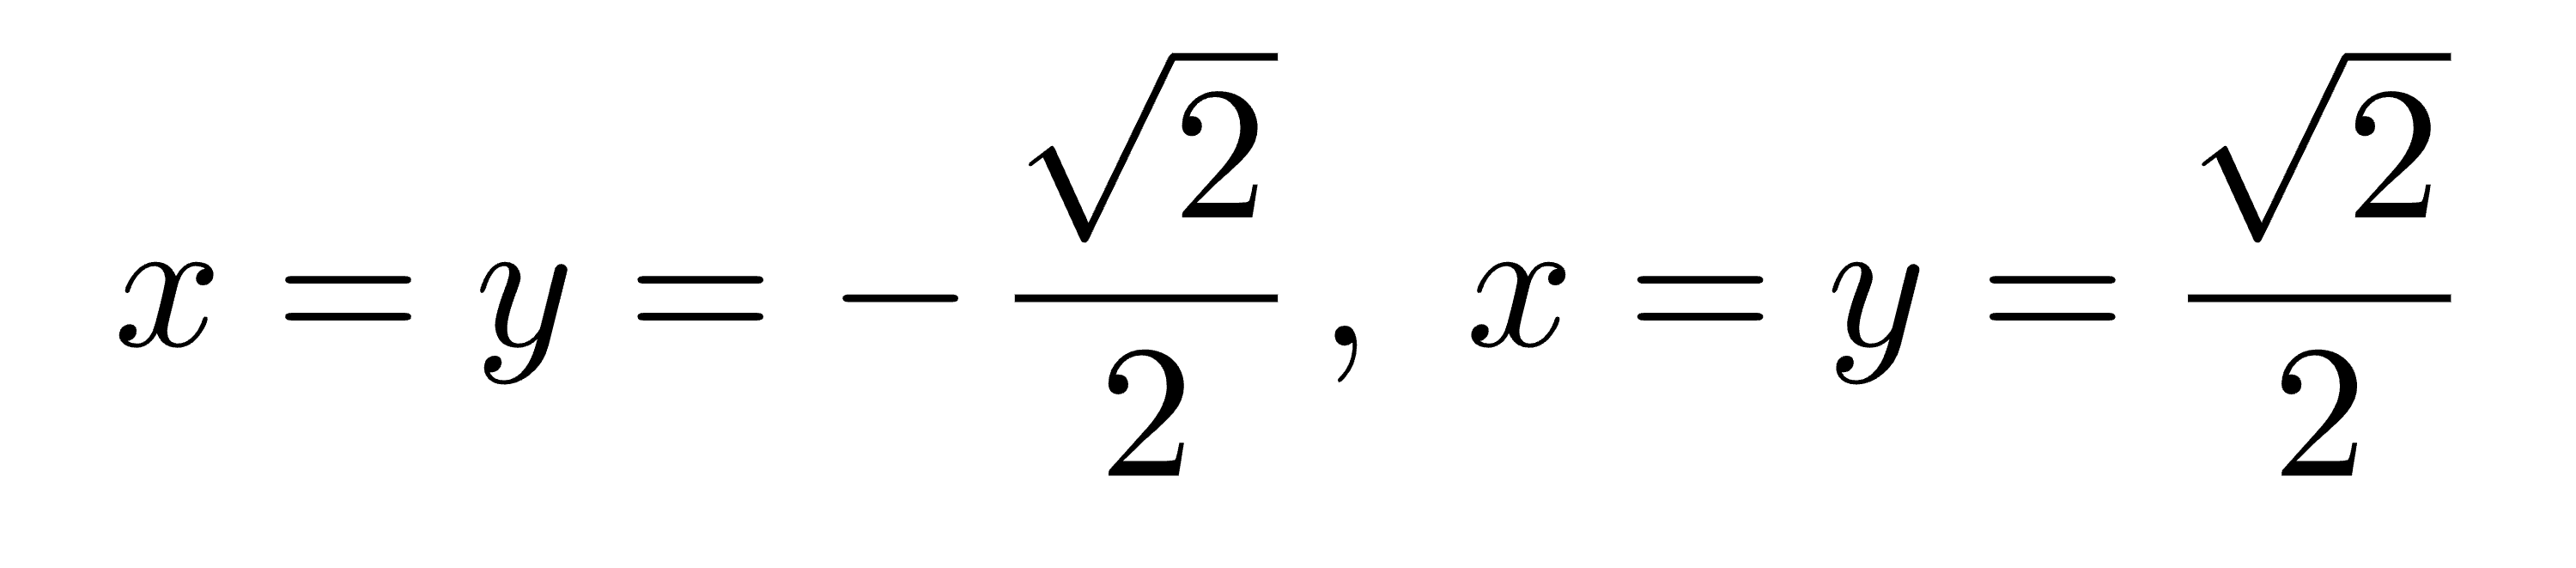 $x = y = -\frac{\sqrt{2}}{2}, \; x = y = \frac{\sqrt{2}}{2}$